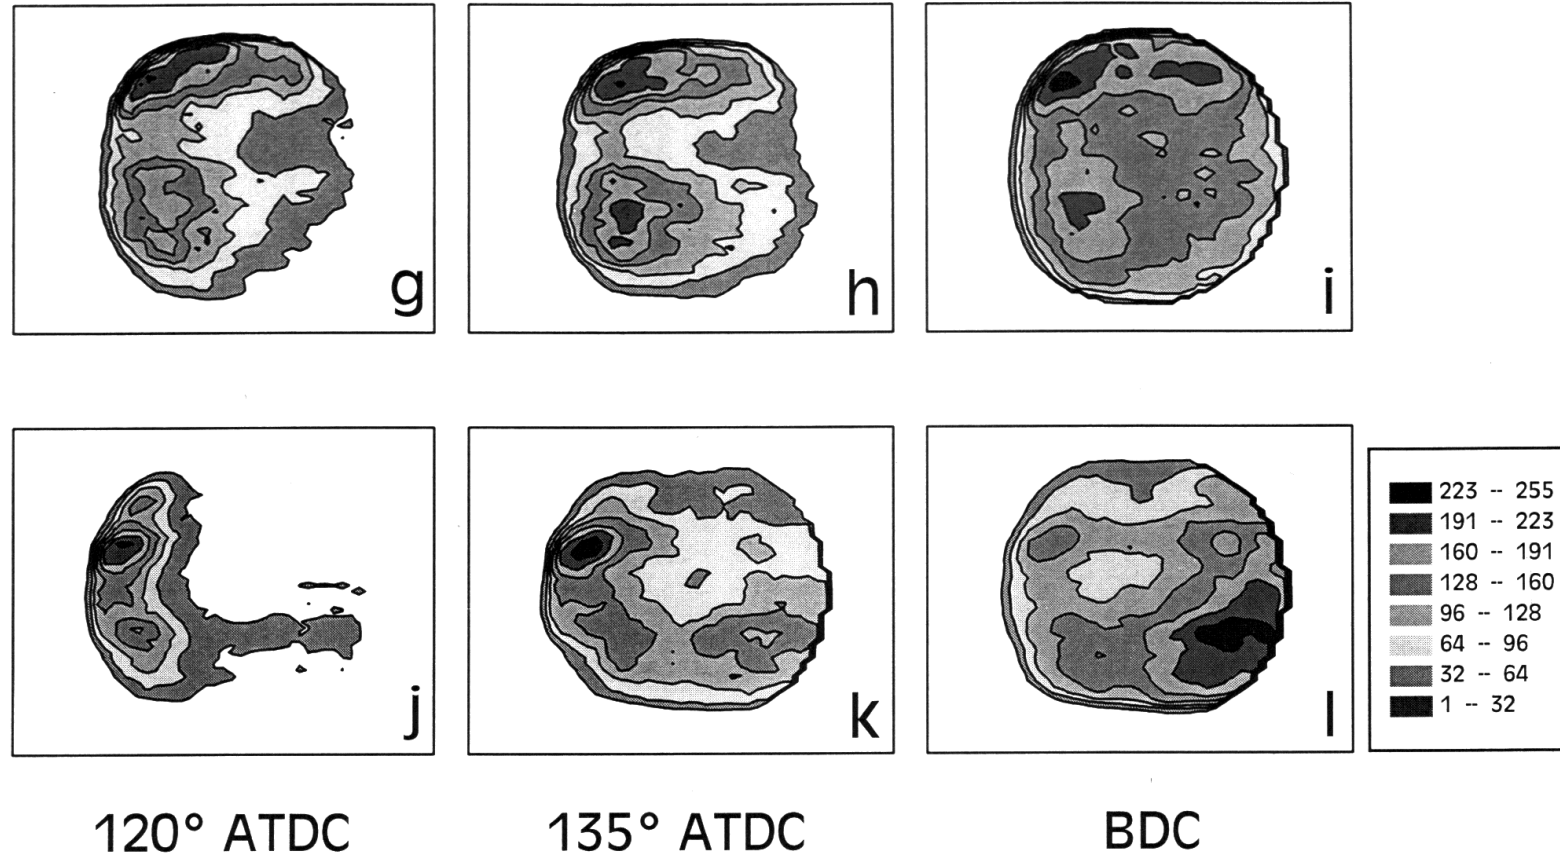 g
h
i
j
k
l
223 -- 255
191 -- 223
160 -- 191
128 -- 160
96 -- 128
64 -- 96
32 -- 64
1 -- 32
120° ATDC
135° ATDC
BDC